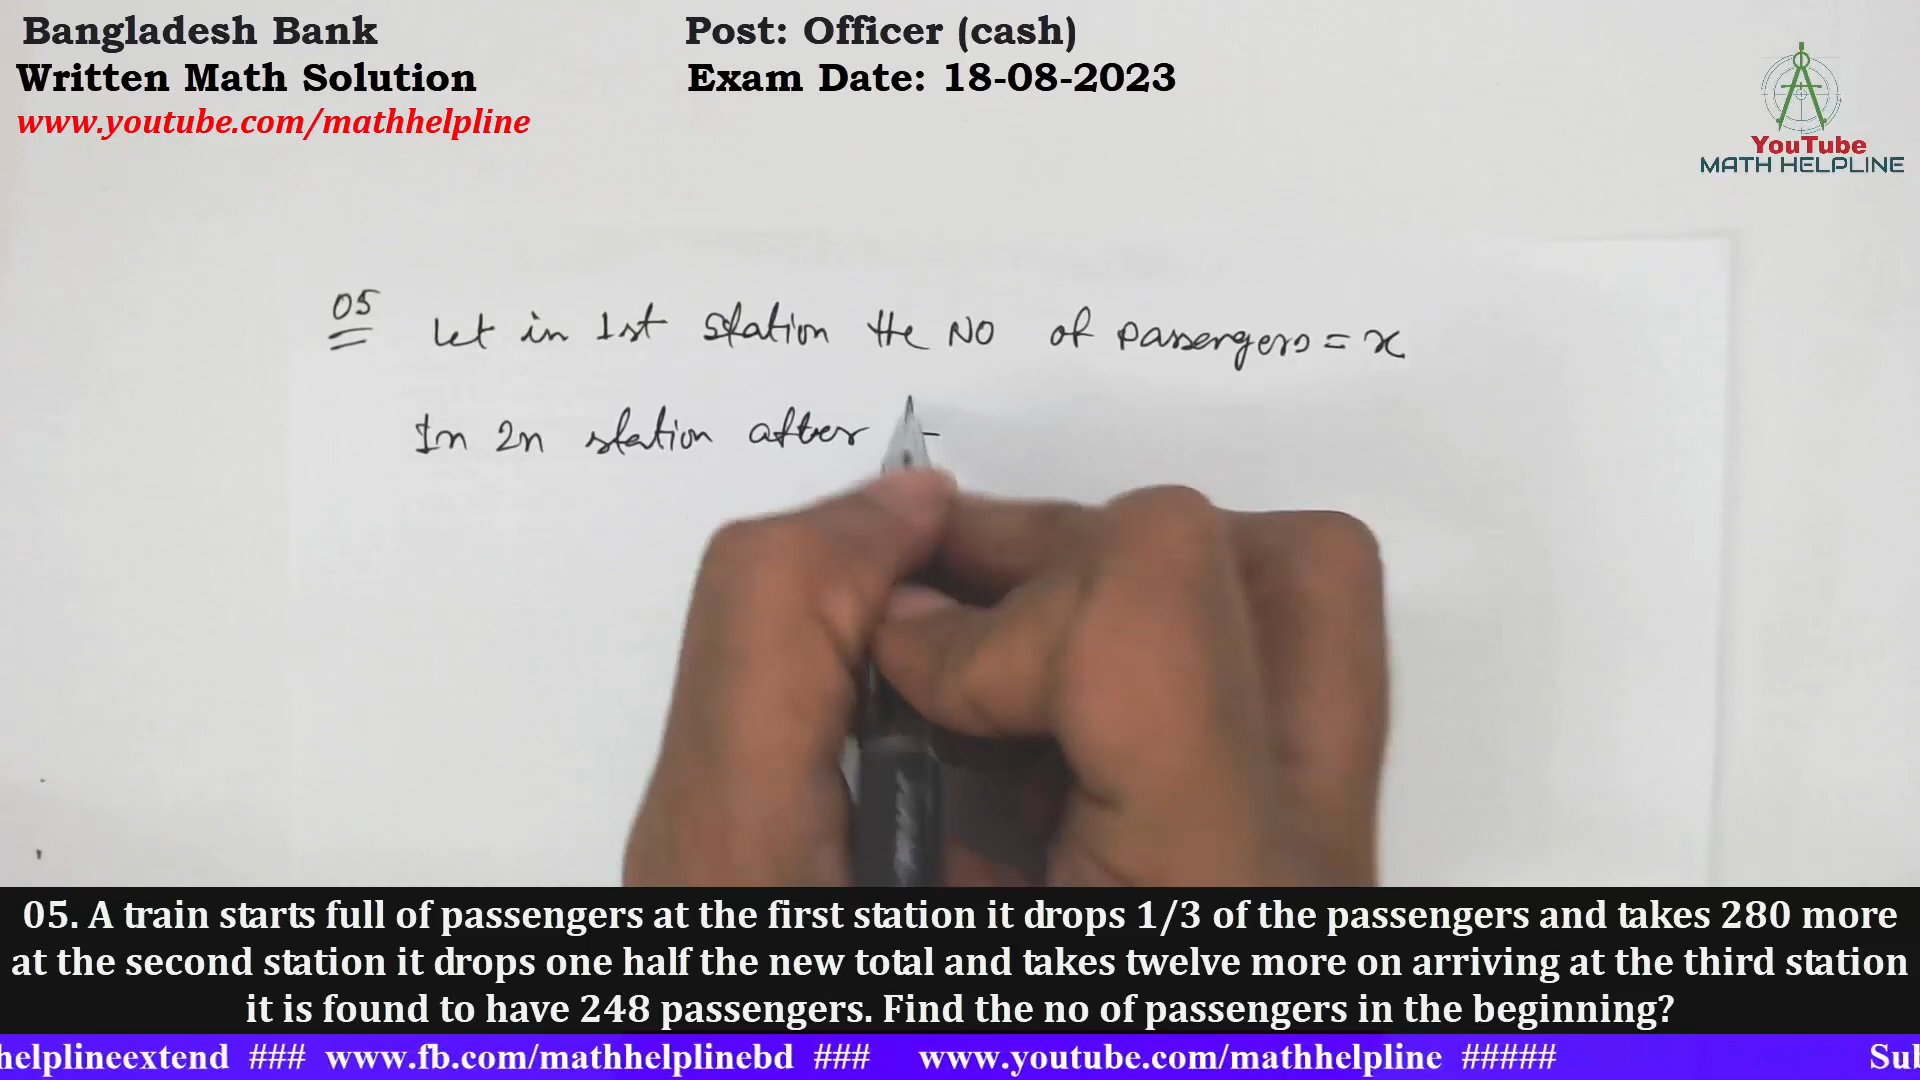 Bangladesh Bank
Post: Officer (cash)
Written Math Solution
Exam Date: 18-08-2023
www.youtube.com/mathhelpline
YouTube
MATH HELPLINE
05 Let in 1st station the NO of passengers = x
In 2n station after
05. A train starts full of passengers at the first station it drops 1/3 of the passengers and takes 280 more
at the second station it drops one half the new total and takes twelve more on arriving at the third station
it is found to have 248 passengers. Find the no of passengers in the beginning?
helplineextend ### www.fb.com/mathhelplinebd ### www.youtube.com/mathhelpline ##### Sub